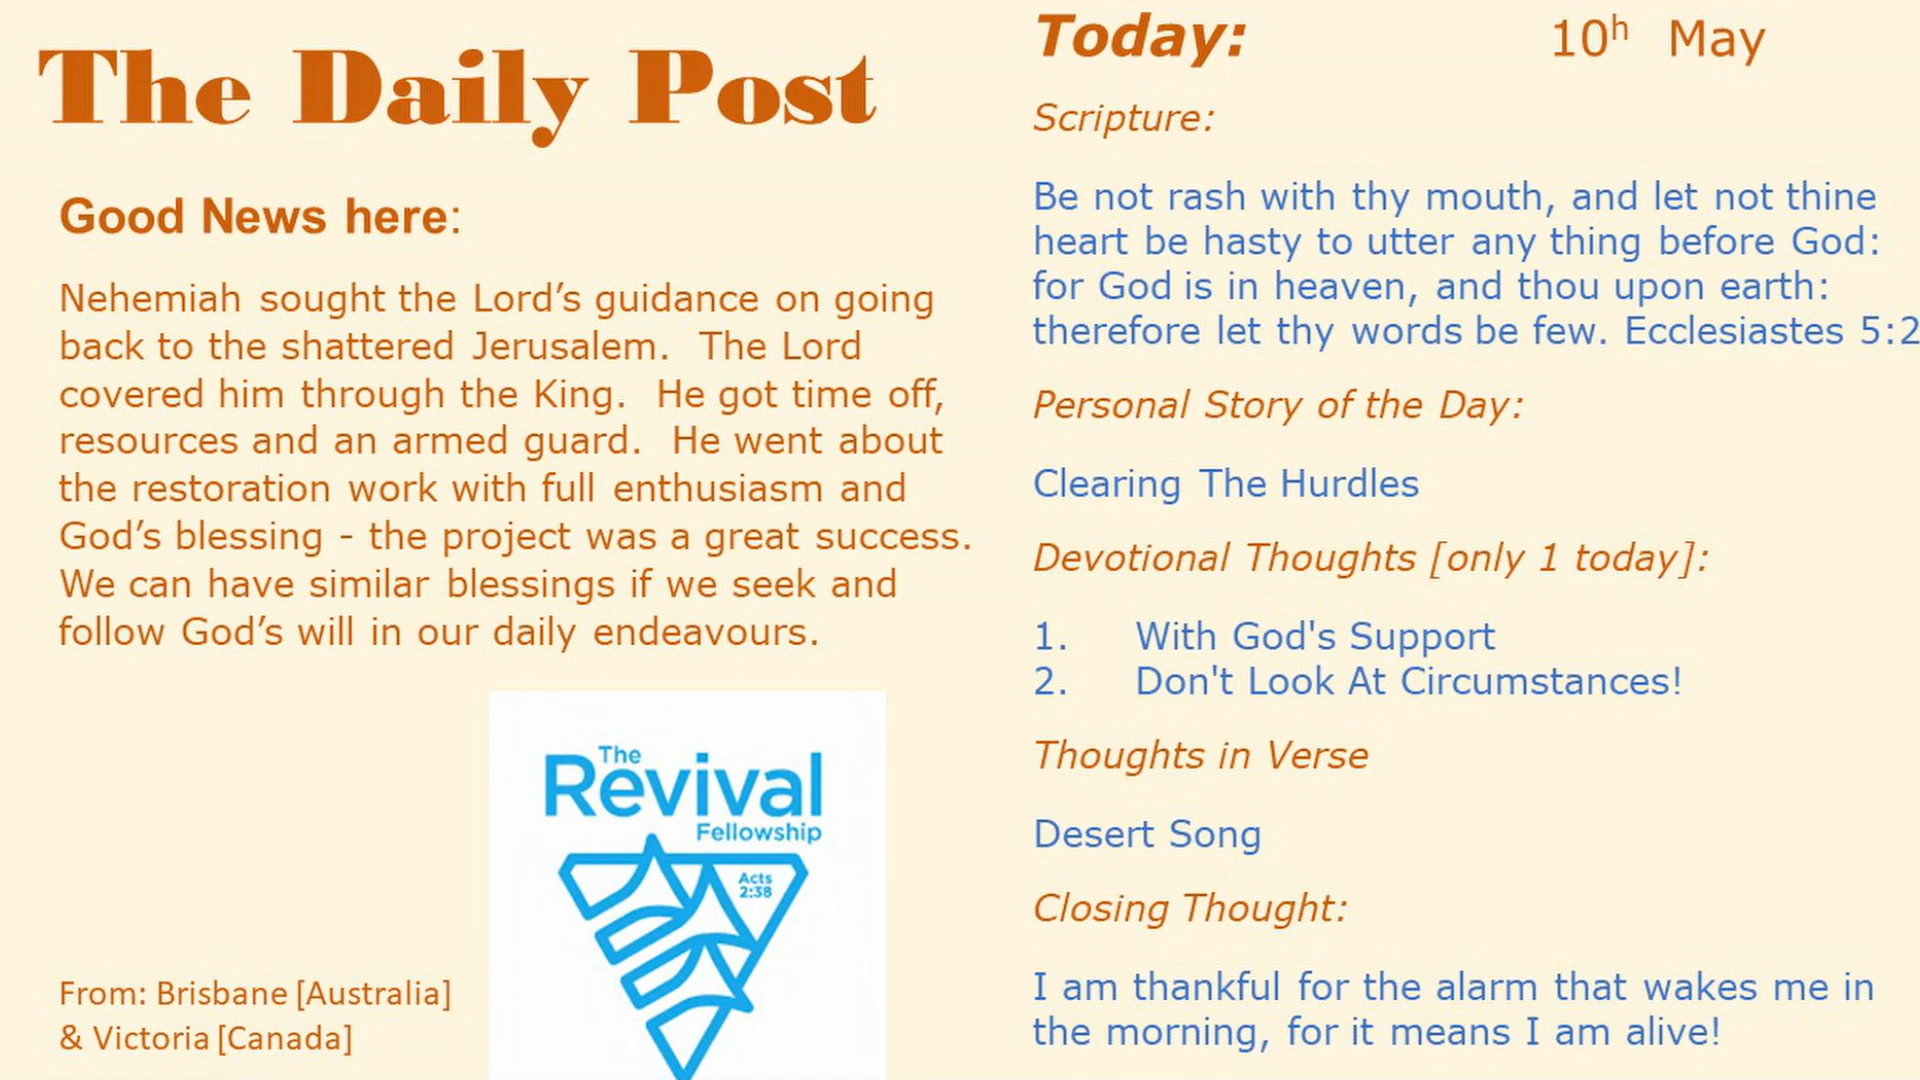 The Daily Post
Good News here:
Nehemiah sought the Lord’s guidance on going
back to the shattered Jerusalem. The Lord
covered him through the King. He got time off,
resources and an armed guard. He went about
the restoration work with full enthusiasm and
God’s blessing - the project was a great success.
We can have similar blessings if we seek and
follow God’s will in our daily endeavours.
The
Revival
Fellowship
Acts
2:38
From: Brisbane [Australia]
& Victoria [Canada]
Today: 10h May
Scripture:
Be not rash with thy mouth, and let not thine
heart be hasty to utter any thing before God:
for God is in heaven, and thou upon earth:
therefore let thy words be few. Ecclesiastes 5:2
Personal Story of the Day:
Clearing The Hurdles
Devotional Thoughts [only 1 today]:
1. With God's Support
2. Don't Look At Circumstances!
Thoughts in Verse
Desert Song
Closing Thought:
I am thankful for the alarm that wakes me in
the morning, for it means I am alive!